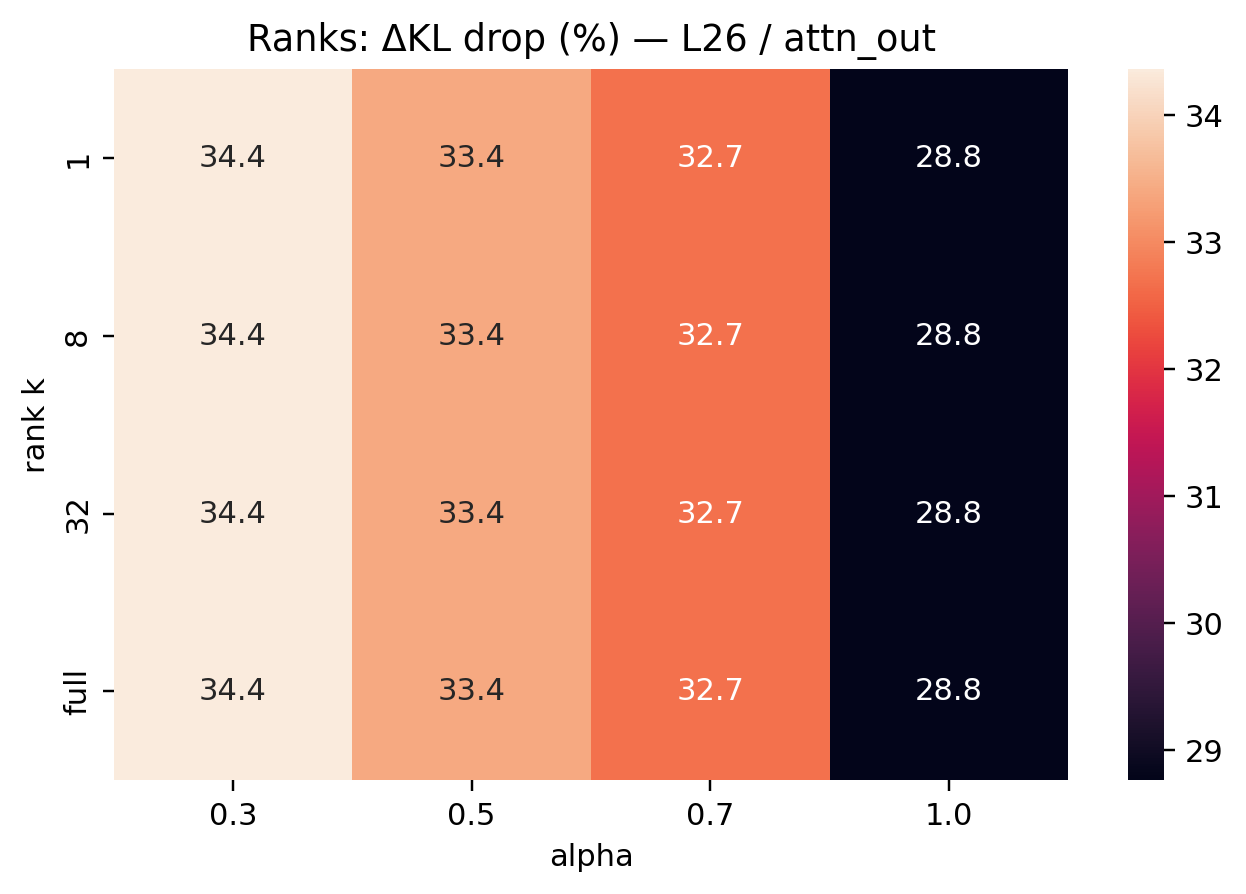 Ranks: ΔKL drop (%) — L26 / attn_out
34.4 33.4 32.7 28.8
34.4 33.4 32.7 28.8
34.4 33.4 32.7 28.8
34.4 33.4 32.7 28.8
rank k
1
8
32
full
0.3 0.5 0.7 1.0
alpha
34
33
32
31
30
29